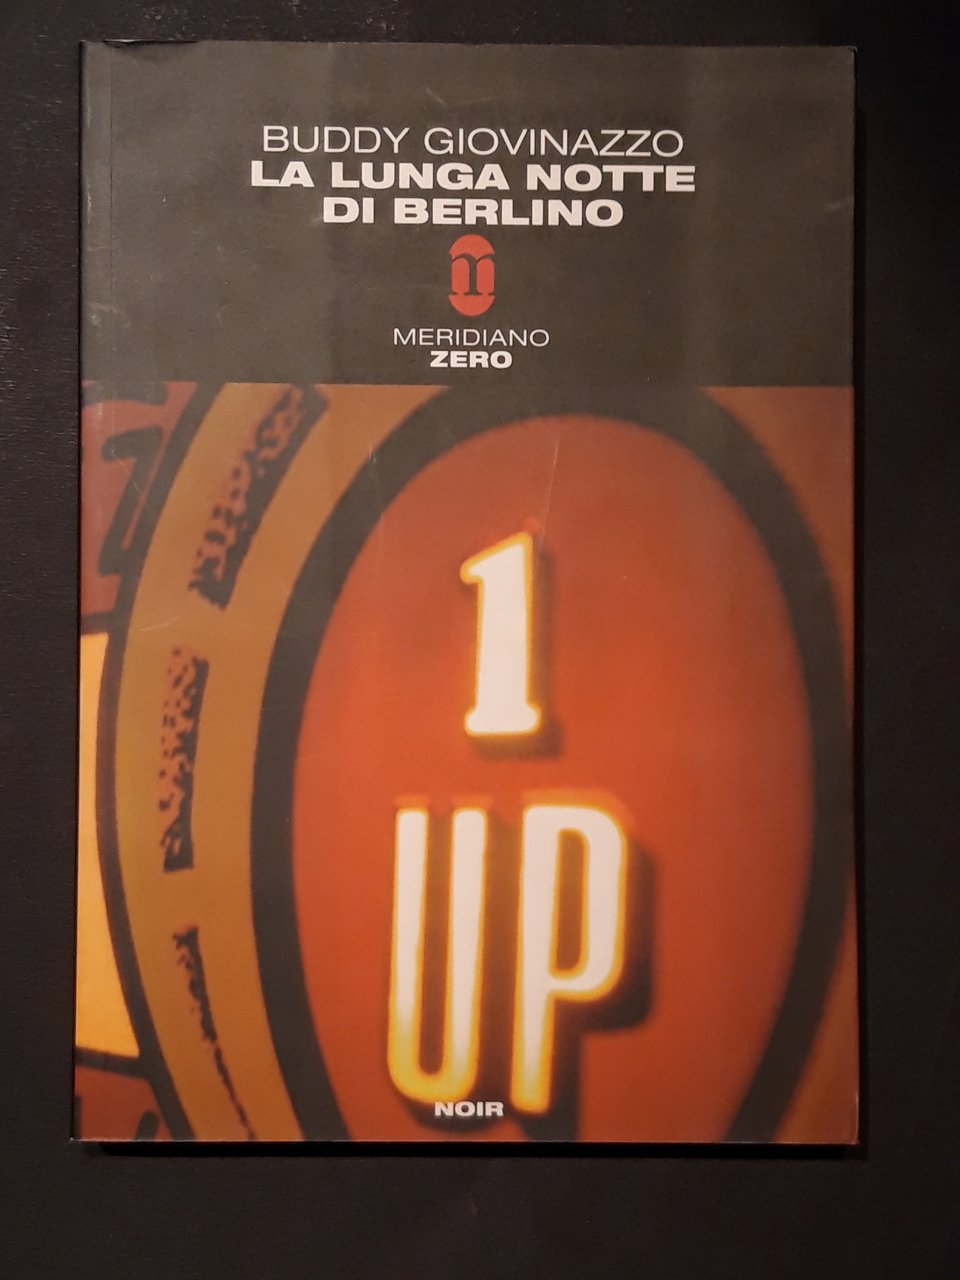 BUDDY GIOVINAZZO
LA LUNGA NOTTE
DI BERLINO
m
MERIDIANO
ZERO
1
UP
NOIR